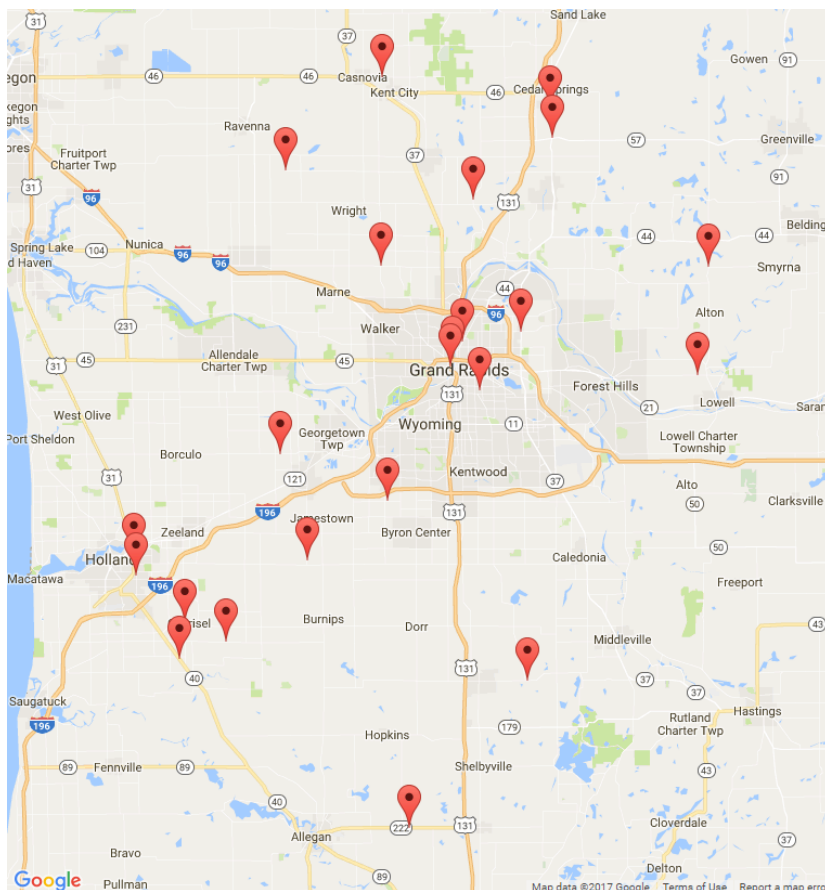 Sand Lake
31
37
Gowen
91
egon
46
Casnovia
Kent City
46
Cedar Springs
skegon
ghts
Ravenna
57
Greenville
ores
Fruitport
Charter Twp
37
91
31
96
131
Wright
Belding
Spring Lake
104
Nunica
96
96
44
44
Smyrna
d Haven
Marne
96
Alton
231
Walker
Allendale
Charter Twp
45
45
31
Grand Rapids
Forest Hills
131
Lowell
21
Saran
West Olive
Wyoming
11
Port Sheldon
Georgetown
Twp
Lowell Charter
Township
Borculo
121
Kentwood
37
Alto
Clarksville
31
196
131
50
Jamestown
Zeeland
Byron Center
50
Holland
Caledonia
Macatawa
196
Freeport
risel
Burnips
Dorr
43
Middleville
131
40
37
37
Saugatuck
Hastings
196
179
Rutland
Charter Twp
Hopkins
89
Fennville
89
Shelbyville
43
40
222
131
Cloverdale
Allegan
37
Bravo
89
Delton
Pullman
Google
Map data ©2017 Google Terms of Use Report a map erro